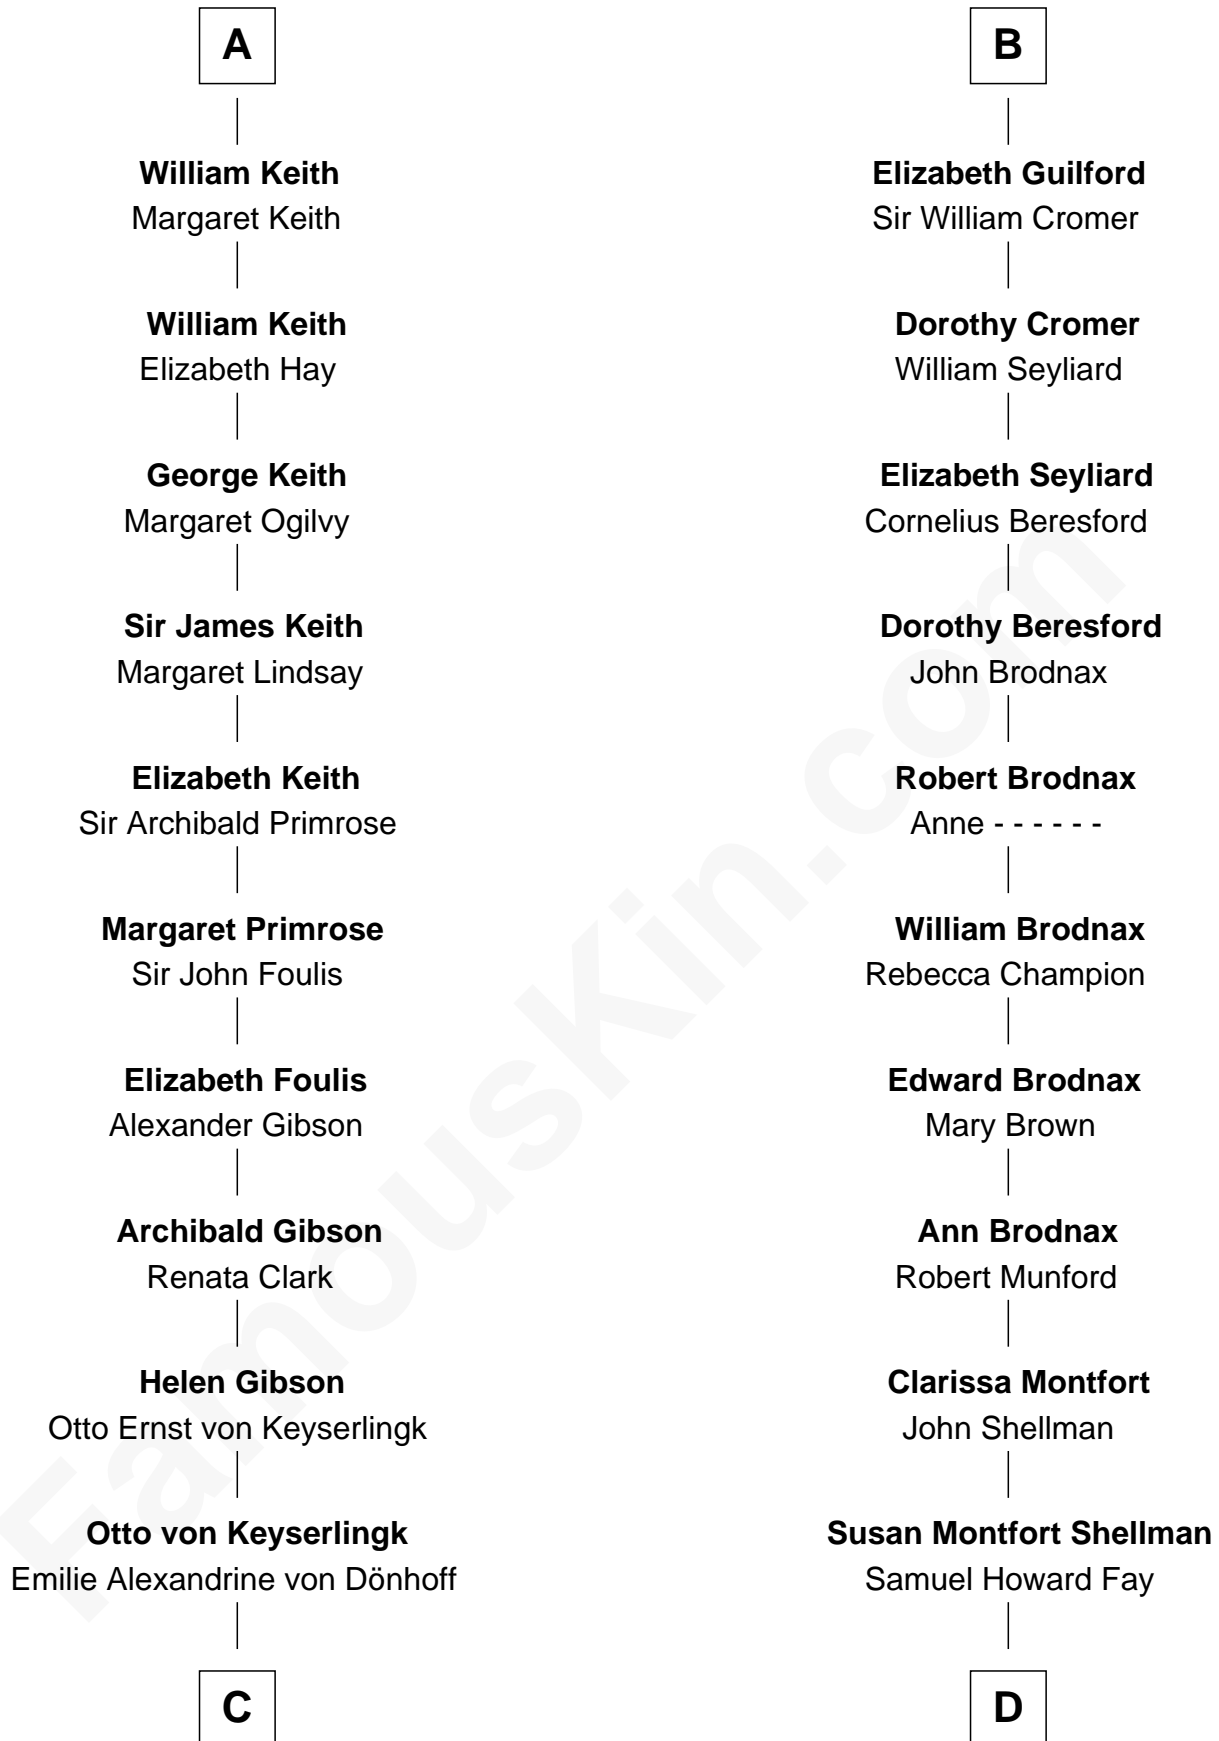 A
William Keith
Margaret Keith
William Keith
Elizabeth Hay
George Keith
Margaret Ogilvy
Sir James Keith
Margaret Lindsay
Elizabeth Keith
Sir Archibald Primrose
Margaret Primrose
Sir John Foulis
Elizabeth Foulis
Alexander Gibson
Archibald Gibson
Renata Clark
Helen Gibson
Otto Ernst von Keyserlingk
Otto von Keyserlingk
Emilie Alexandrine von Dönhoff
C
B
Elizabeth Guilford
Sir William Cromer
Dorothy Cromer
William Seyliard
Elizabeth Seyliard
Cornelius Beresford
Dorothy Beresford
John Brodnax
Robert Brodnax
Anne - - - - - -
William Brodnax
Rebecca Champion
Edward Brodnax
Mary Brown
Ann Brodnax
Robert Munford
Clarissa Montfort
John Shellman
Susan Montfort Shellman
Samuel Howard Fay
D
FamousKin.com